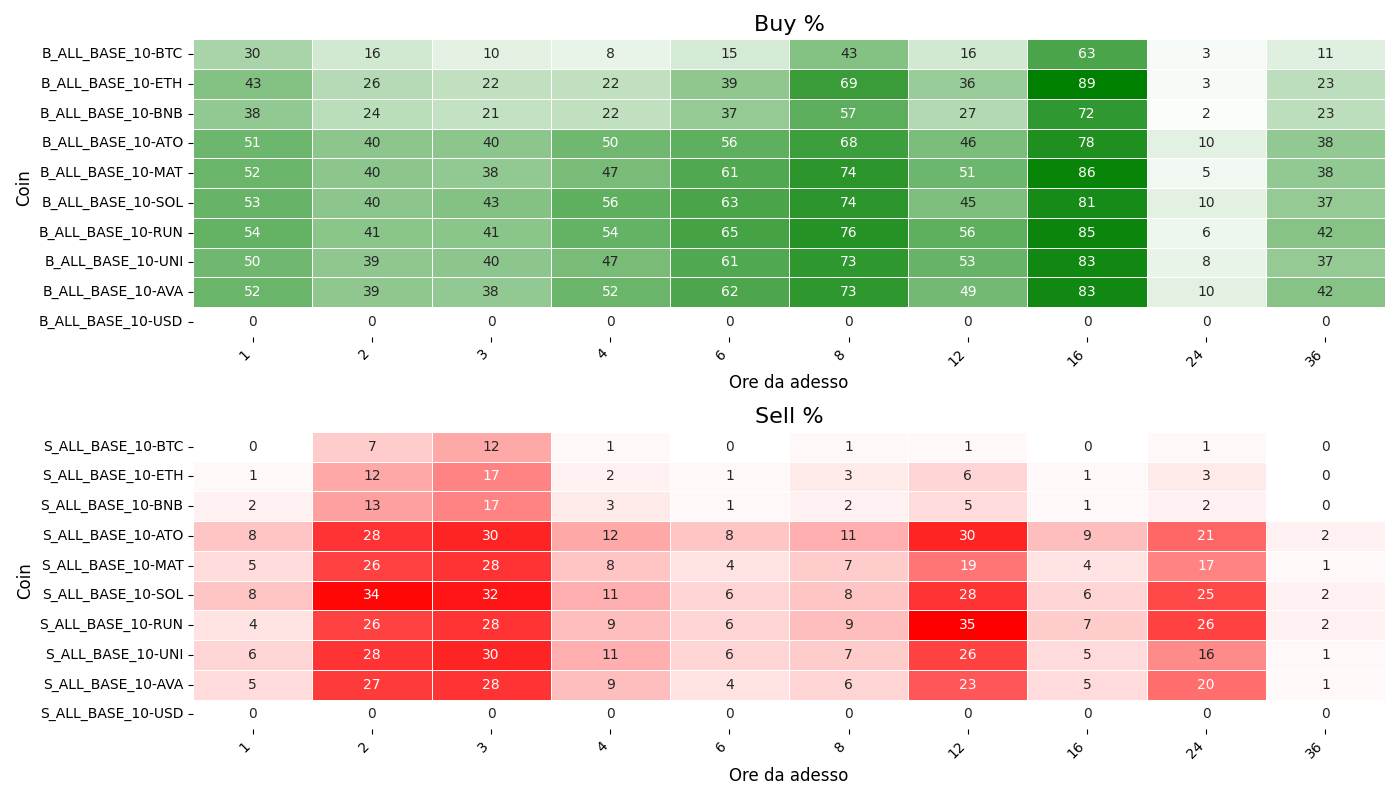 Buy %
Coin
B_ALL_BASE_10-BTC 30 16 10 8 15 43 16 63 3 11
B_ALL_BASE_10-ETH 43 26 22 22 39 69 36 89 3 23
B_ALL_BASE_10-BNB 38 24 21 22 37 57 27 72 2 23
B_ALL_BASE_10-ATO 51 40 40 50 56 68 46 78 10 38
B_ALL_BASE_10-MAT 52 40 38 47 61 74 51 86 5 38
B_ALL_BASE_10-SOL 53 40 43 56 63 74 45 81 10 37
B_ALL_BASE_10-RUN 54 41 41 54 65 76 56 85 6 42
B_ALL_BASE_10-UNI 50 39 40 47 61 73 53 83 8 37
B_ALL_BASE_10-AVA 52 39 38 52 62 73 49 83 10 42
B_ALL_BASE_10-USD 0 0 0 0 0 0 0 0 0 0
1 2 3 4 6 8 12 16 24 36
Ore da adesso
Sell %
Coin
S_ALL_BASE_10-BTC 0 7 12 1 0 1 1 0 1 0
S_ALL_BASE_10-ETH 1 12 17 2 1 3 6 1 3 0
S_ALL_BASE_10-BNB 2 13 17 3 1 2 5 1 2 0
S_ALL_BASE_10-ATO 8 28 30 12 8 11 30 9 21 2
S_ALL_BASE_10-MAT 5 26 28 8 4 7 19 4 17 1
S_ALL_BASE_10-SOL 8 34 32 11 6 8 28 6 25 2
S_ALL_BASE_10-RUN 4 26 28 9 6 9 35 7 26 2
S_ALL_BASE_10-UNI 6 28 30 11 6 7 26 5 16 1
S_ALL_BASE_10-AVA 5 27 28 9 4 6 23 5 20 1
S_ALL_BASE_10-USD 0 0 0 0 0 0 0 0 0 0
1 2 3 4 6 8 12 16 24 36
Ore da adesso